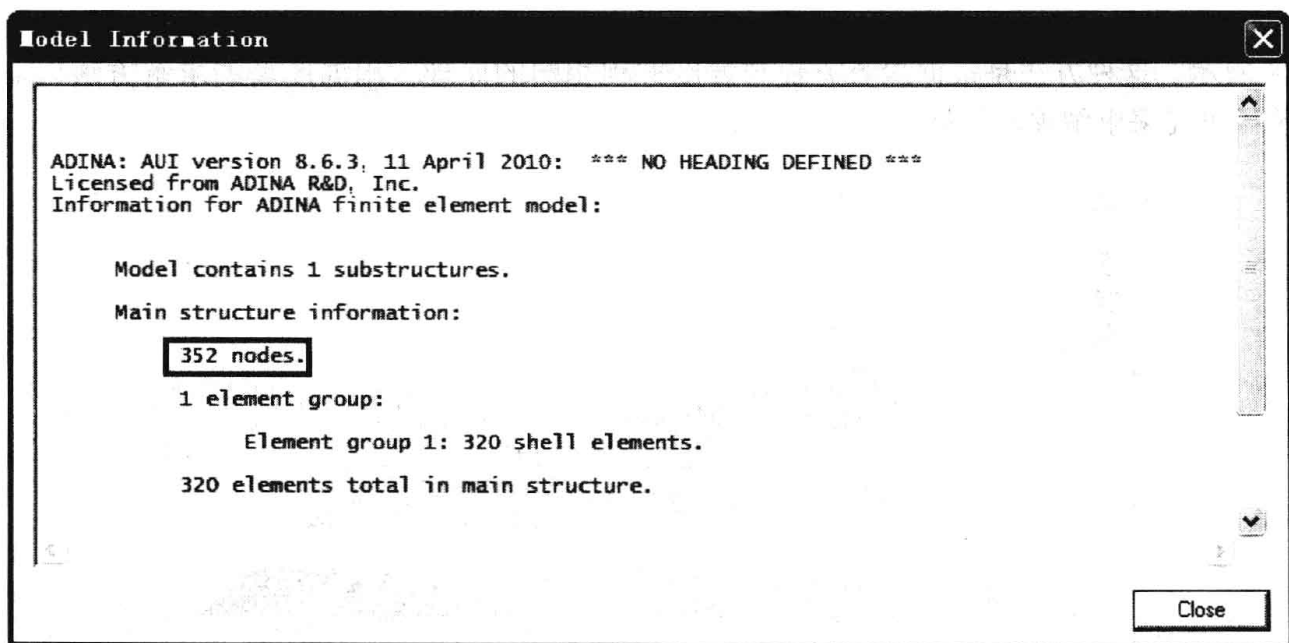 Model Information
ADINA: AUI version 8.6.3, 11 April 2010: *** NO HEADING DEFINED ***
Licensed from ADINA R&D, Inc.
Information for ADINA finite element model:
Model contains 1 substructures.
Main structure information:
352 nodes.
1 element group:
Element group 1: 320 shell elements.
320 elements total in main structure.
Close